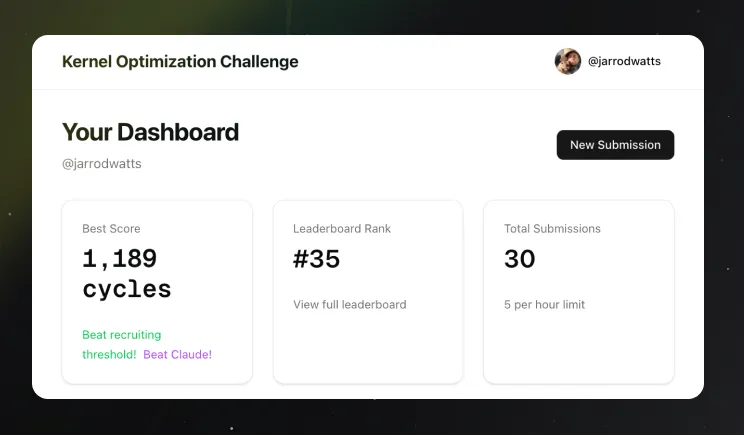 Kernel Optimization Challenge
@jarrodwatts
Your Dashboard
@jarrodwatts
New Submission
Best Score
1,189
cycles
Beat recruiting
threshold! Beat Claude!
Leaderboard Rank
#35
View full leaderboard
Total Submissions
30
5 per hour limit